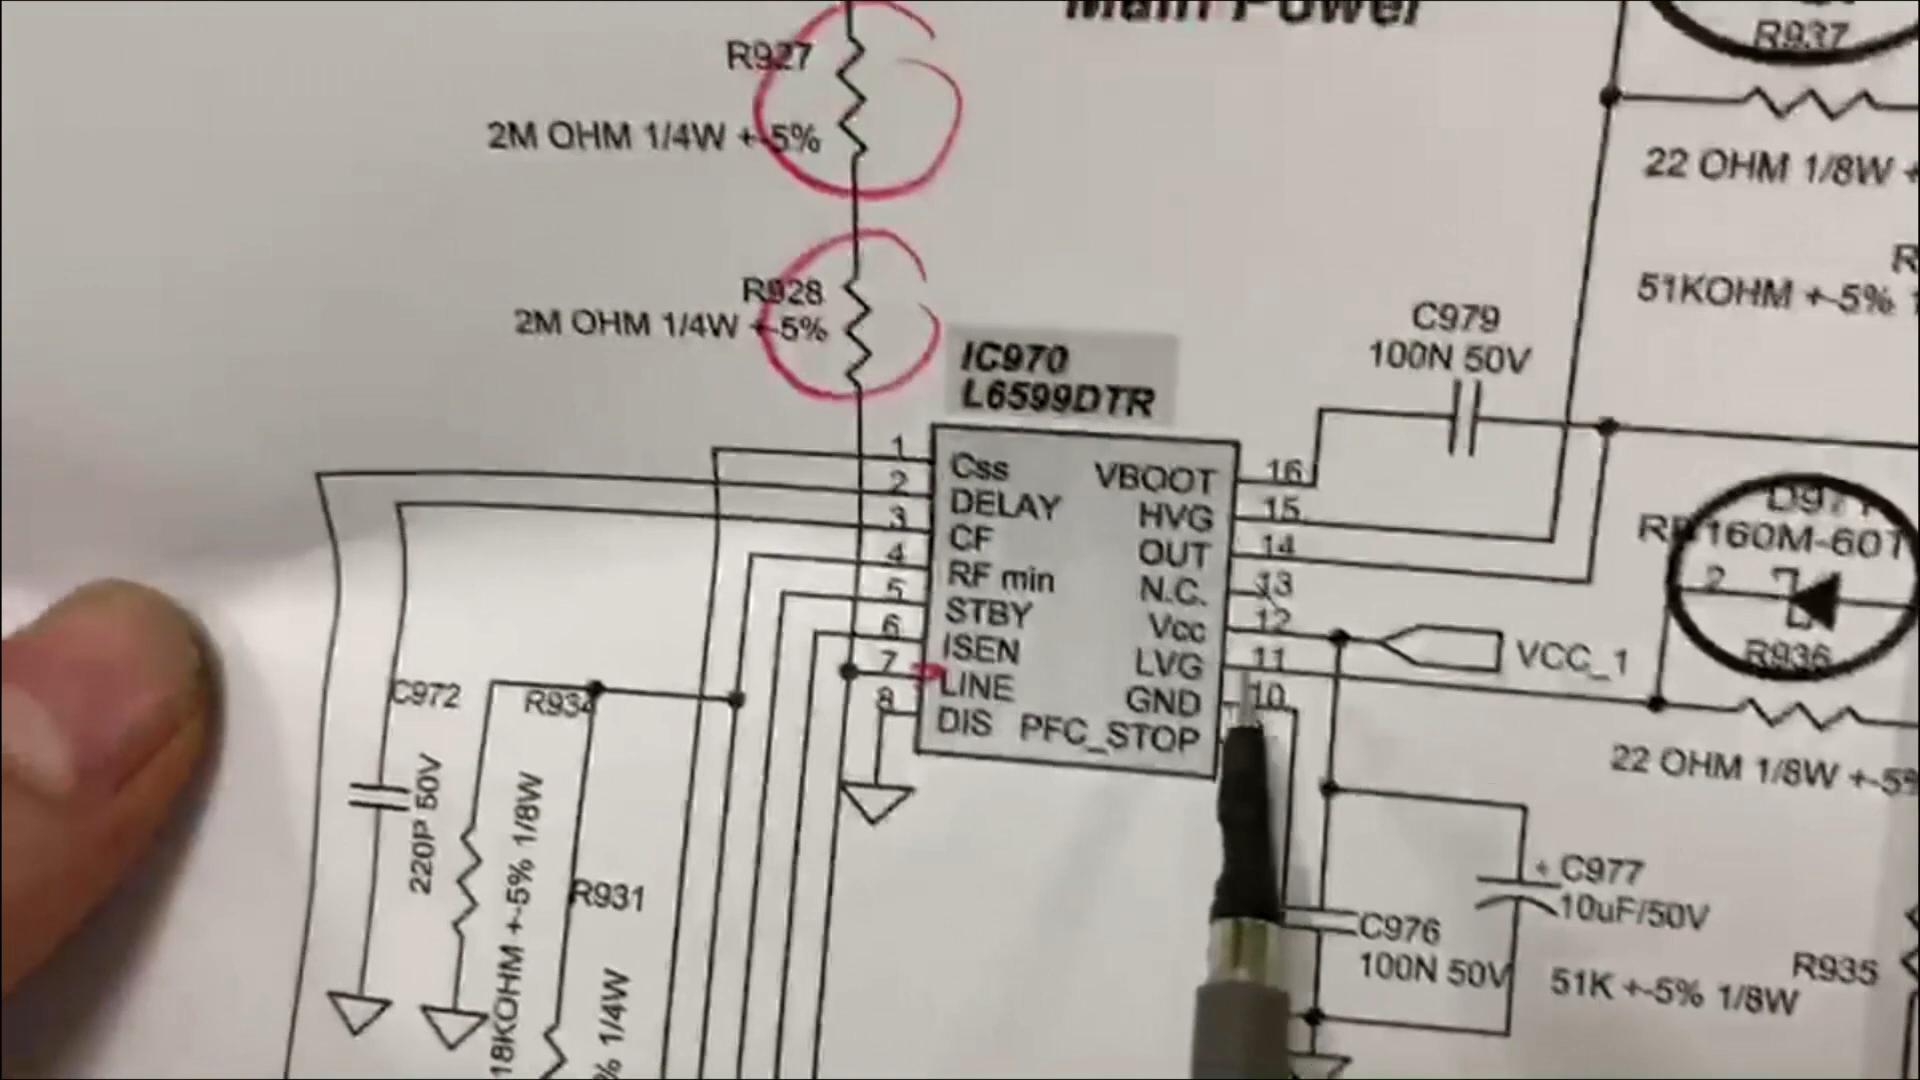 Main Power
R927
2M OHM 1/4W +-5%
R928
2M OHM 1/4W +-5%
R937
22 OHM 1/8W +
51KOHM +-5%
C979
100N 50V
IC970
L6599DTR
1
2
3
4
5
6
7
8
Css
DELAY
CF
RF min
STBY
ISEN
LINE
DIS
VBOOT
HVG
OUT
N.C.
Vcc
LVG
GND
PFC_STOP
16
15
14
13
12
11
10
VCC_1
D971
160M-60T
2
R936
22 OHM 1/8W +-5%
C972
220P 50V
R934
18KOHM +-5% 1/8W
R931
% 1/4W
+ C977
10uF/50V
C976
100N 50V
51K +-5% 1/8W
R935